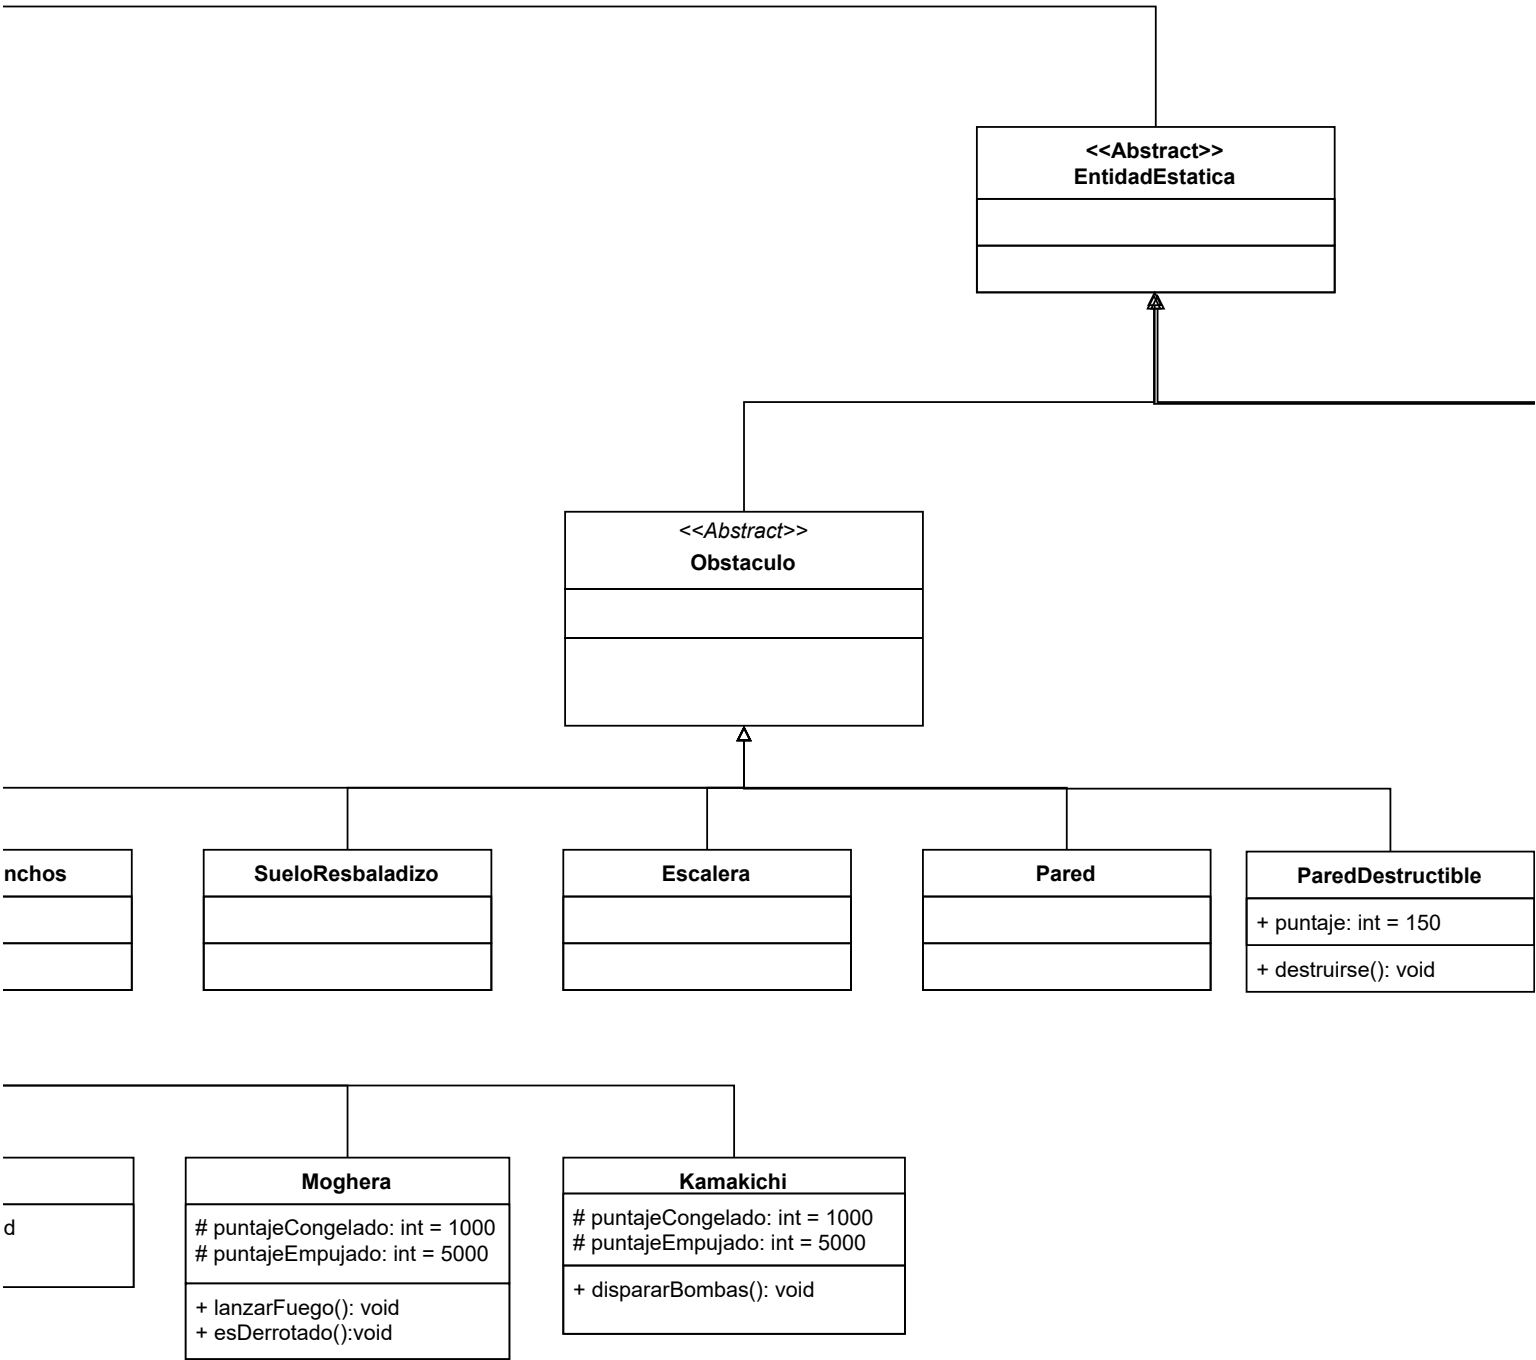 <<Abstract>>
EntidadEstatica
<<Abstract>>
Obstaculo
nchos
SueloResbaladizo
Escalera
Pared
ParedDestructible
+ puntaje: int = 150
+ destruirse(): void
d
Moghera
# puntajeCongelado: int = 1000
# puntajeEmpujado: int = 5000
+ lanzarFuego(): void
+ esDerrotado():void
Kamakichi
# puntajeCongelado: int = 1000
# puntajeEmpujado: int = 5000
+ dispararBombas(): void